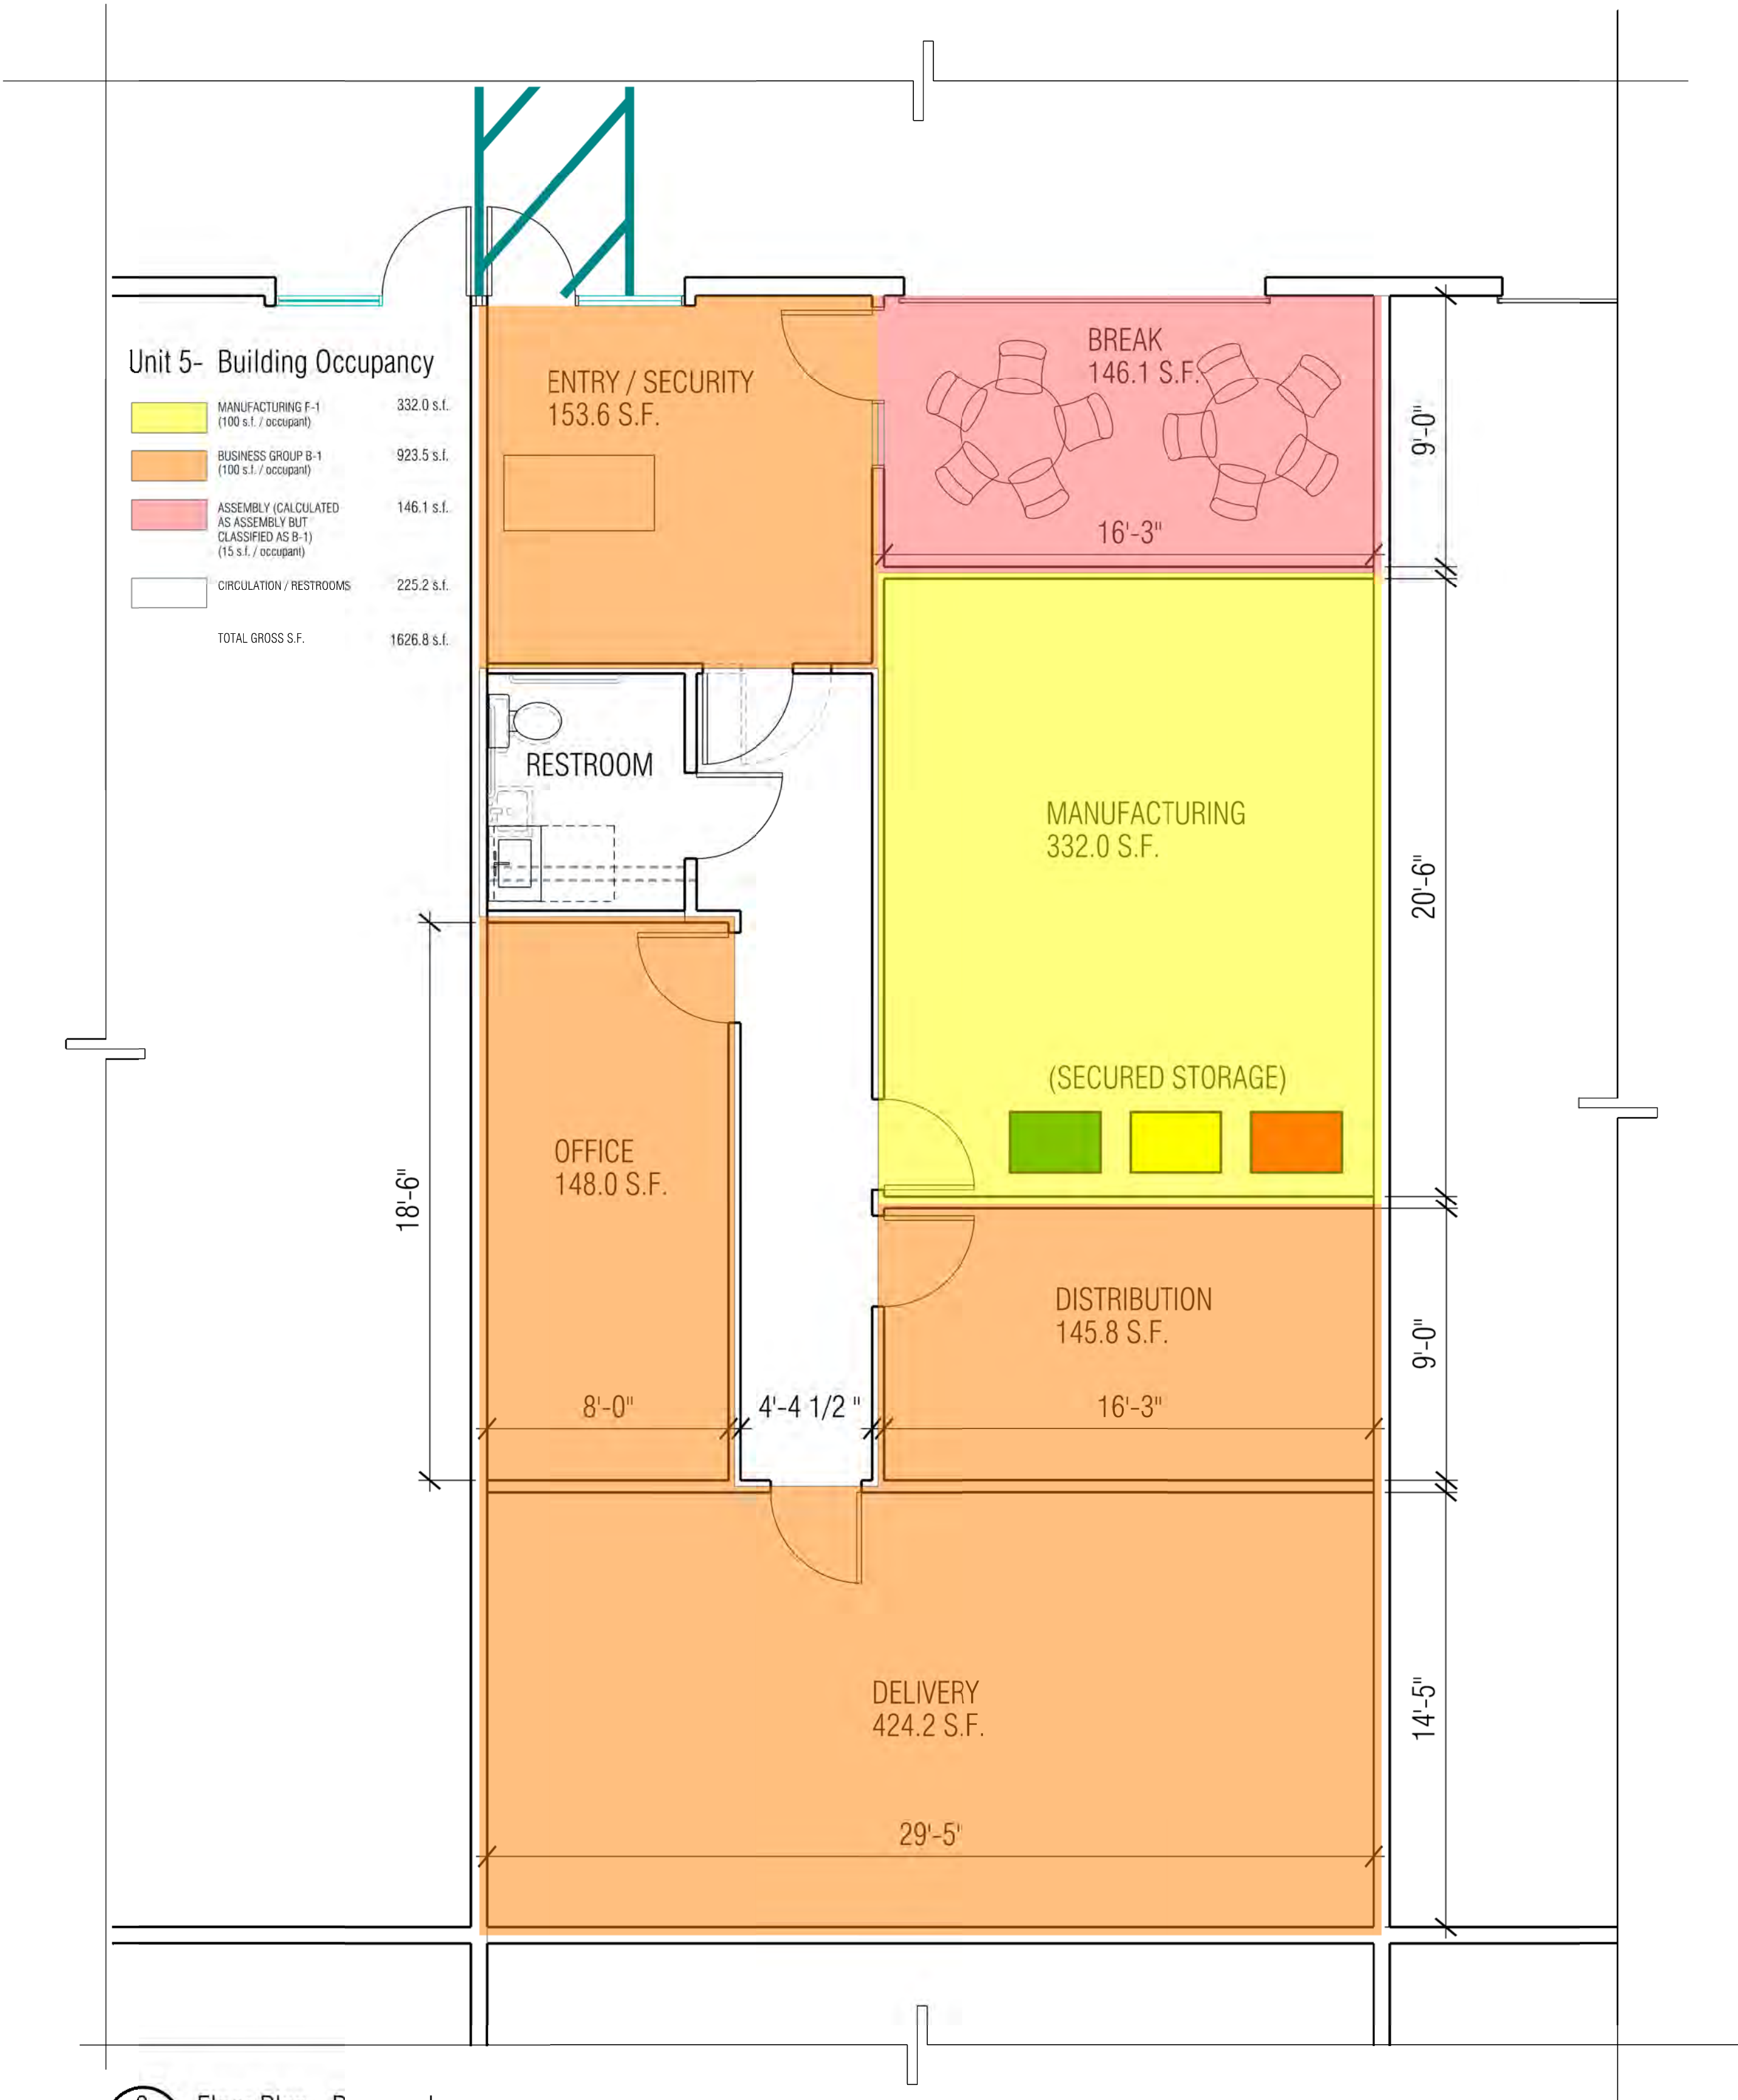 Unit 5- Building Occupancy
MANUFACTURING F-1 332.0 s.f.
(100 s.f. / occupant)
BUSINESS GROUP B-1 923.5 s.f.
(100 s.f. / occupant)
ASSEMBLY (CALCULATED 146.1 s.f.
AS ASSEMBLY BUT
CLASSIFIED AS B-1)
(15 s.f. / occupant)
CIRCULATION / RESTROOMS 225.2 s.f.
TOTAL GROSS S.F. 1626.8 s.f.
ENTRY / SECURITY
153.6 S.F.
BREAK
146.1 S.F.
16'-3"
9'-0"
RESTROOM
MANUFACTURING
332.0 S.F.
20'-6"
(SECURED STORAGE)
OFFICE
148.0 S.F.
18'-6"
DISTRIBUTION
145.8 S.F.
9'-0"
8'-0"
4'-4 1/2 "
16'-3"
DELIVERY
424.2 S.F.
14'-5"
29'-5"